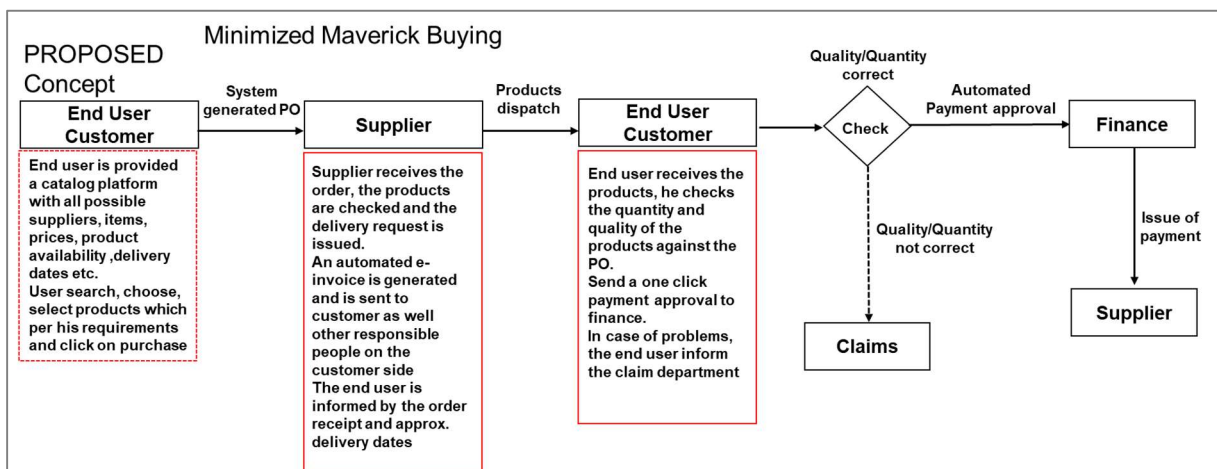 Minimized Maverick Buying
PROPOSED
Concept
End User
Customer
System
generated PO
Supplier
Products
dispatch
End User
Customer
Quality/Quantity
correct
Check
Automated
Payment approval
Finance
End user is provided
a catalog platform
with all possible
suppliers, items,
prices, product
availability ,delivery
dates etc.
User search, choose,
select products which
per his requirements
and click on purchase
Supplier receives the
order, the products
are checked and the
delivery request is
issued.
An automated e-
invoice is generated
and is sent to
customer as well
other responsible
people on the
customer side
The end user is
informed by the order
receipt and approx.
delivery dates
End user receives the
products, he checks
the quantity and
quality of the
products against the
PO.
Send a one click
payment approval to
finance.
In case of problems,
the end user inform
the claim department
Quality/Quantity
not correct
Claims
Issue of
payment
Supplier